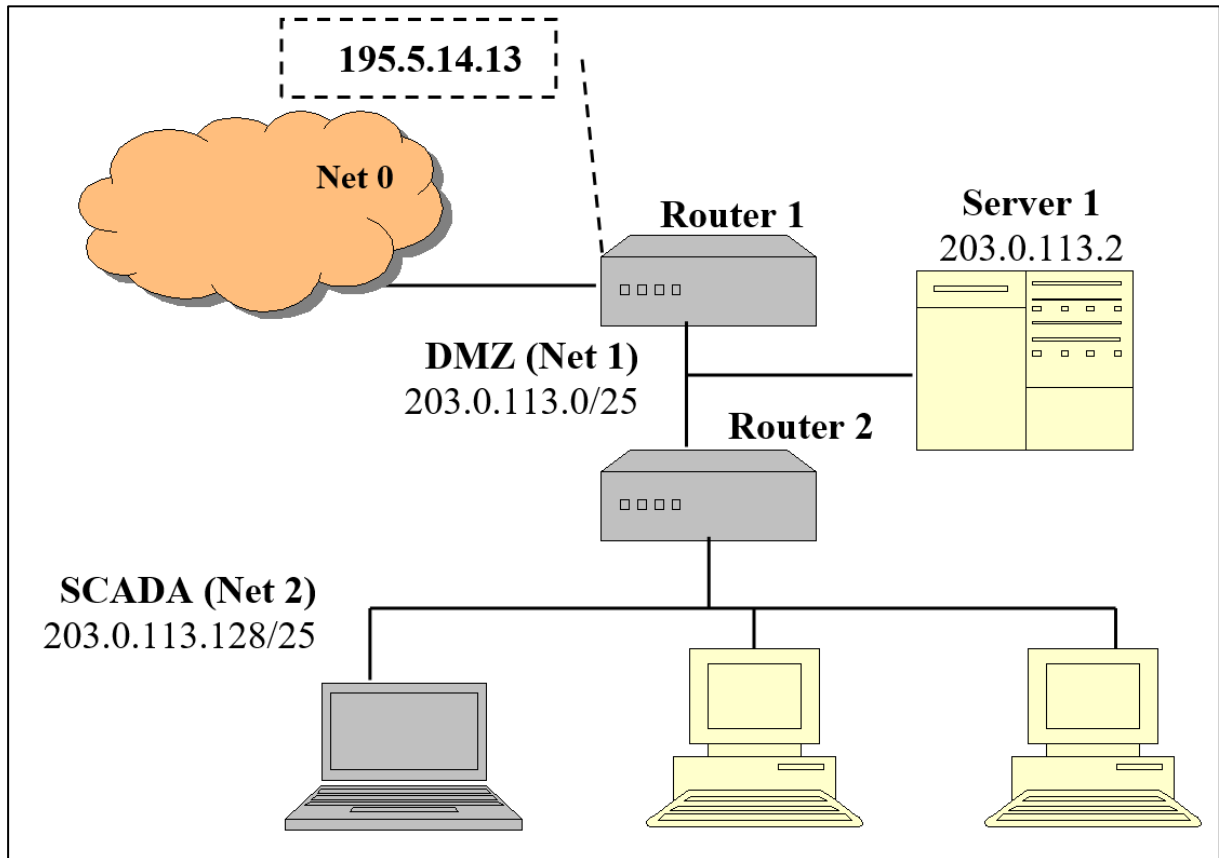 195.5.14.13
Net 0
Router 1
Server 1
203.0.113.2
DMZ (Net 1)
203.0.113.0/25
Router 2
SCADA (Net 2)
203.0.113.128/25